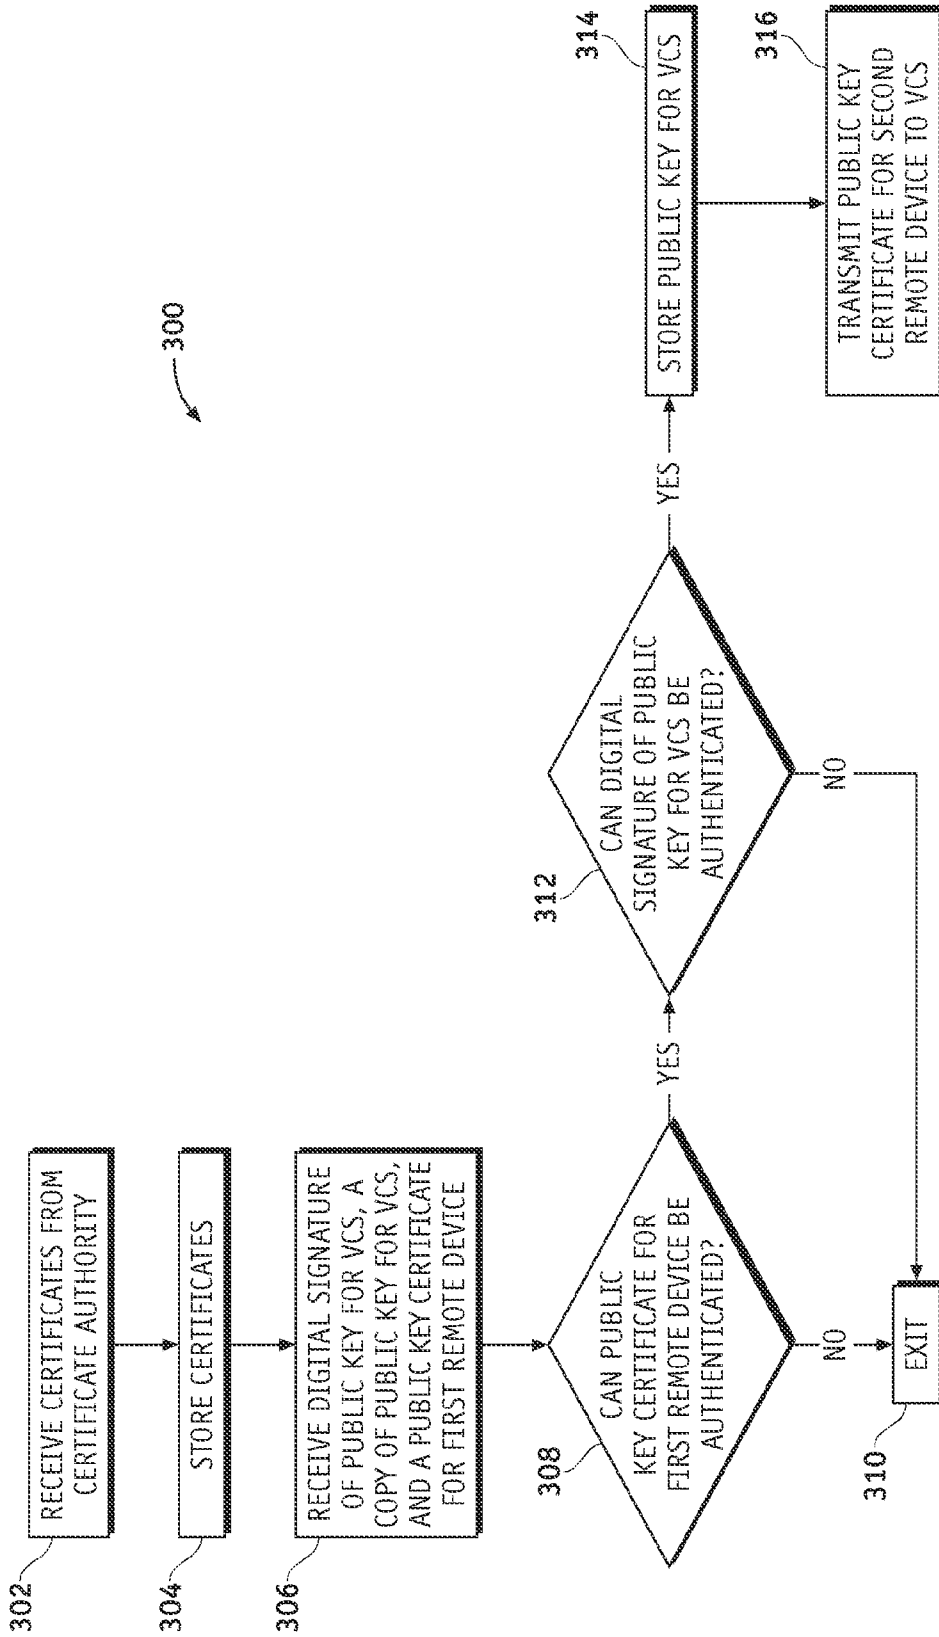 300
302
RECEIVE CERTIFICATES FROM
CERTIFICATE AUTHORITY
304
STORE CERTIFICATES
306
RECEIVE DIGITAL SIGNATURE
OF PUBLIC KEY FOR VCS, A
COPY OF PUBLIC KEY FOR VCS,
AND A PUBLIC KEY CERTIFICATE
FOR FIRST REMOTE DEVICE
308
CAN PUBLIC
KEY CERTIFICATE FOR
FIRST REMOTE DEVICE BE
AUTHENTICATED?
YES
NO
310
EXIT
312
CAN DIGITAL
SIGNATURE OF PUBLIC
KEY FOR VCS BE
AUTHENTICATED?
YES
NO
314
STORE PUBLIC KEY FOR VCS
316
TRANSMIT PUBLIC KEY
CERTIFICATE FOR SECOND
REMOTE DEVICE TO VCS